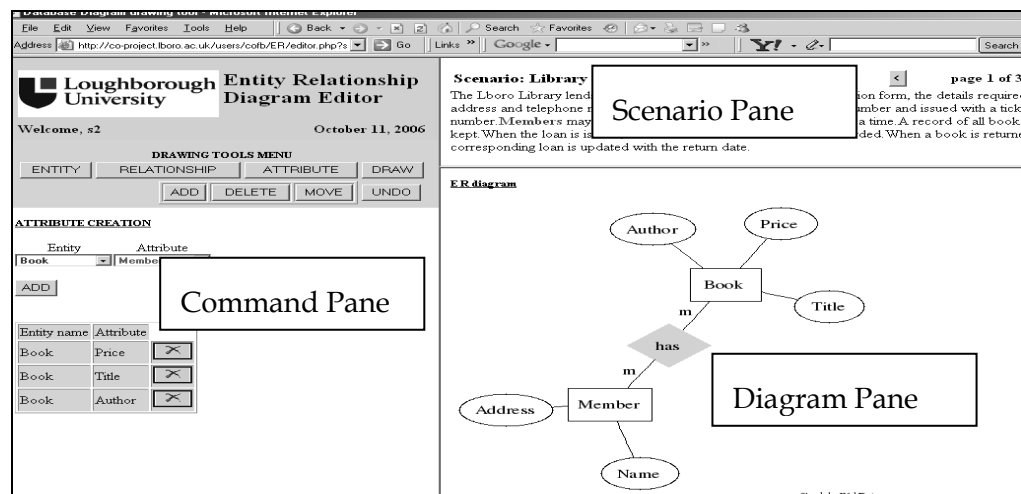 Database Diagram drawing tool - Microsoft Internet Explorer
File Edit View Favorites Tools Help Back Search Favorites
Address http://co-project.lboro.ac.uk/users/cofb/ER/editor.php?s Go Links » Google Search
Loughborough University
Entity Relationship Diagram Editor
Welcome, s2 October 11, 2006
DRAWING TOOLS MENU
ENTITY RELATIONSHIP ATTRIBUTE DRAW
ADD DELETE MOVE UNDO
ATTRIBUTE CREATION
Entity Attribute
Book Membe
ADD
Command Pane
Entity name Attribute
Book Price
Book Title
Book Author
Scenario: Library < page 1 of 3
The Lboro Library lend ion form, the details require
address and telephone mber and issued with a tick
number. Members may a time. A record of all book
kept. When the loan is is ded. When a book is returne
corresponding loan is updated with the return date.
Scenario Pane
ER diagram
Author
Price
Book
Title
m
has
m
Member
Address
Name
Diagram Pane